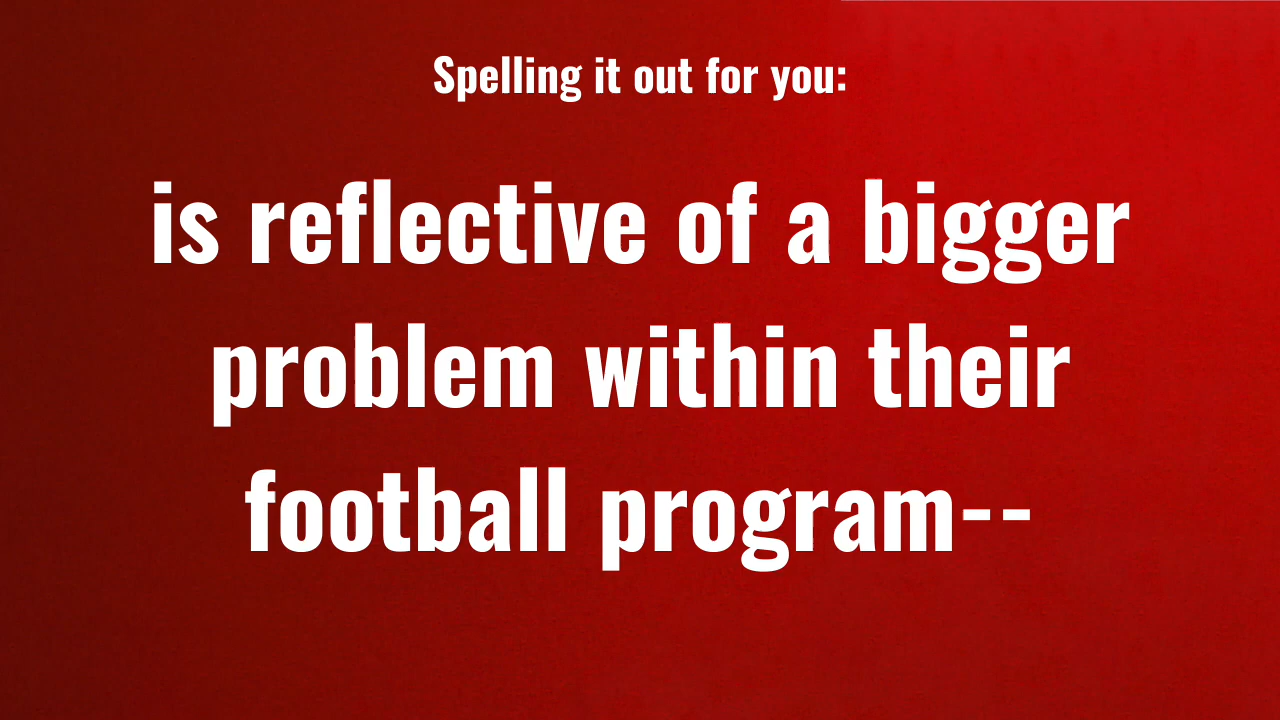 Spelling it out for you:
is reflective of a bigger
problem within their
football program--